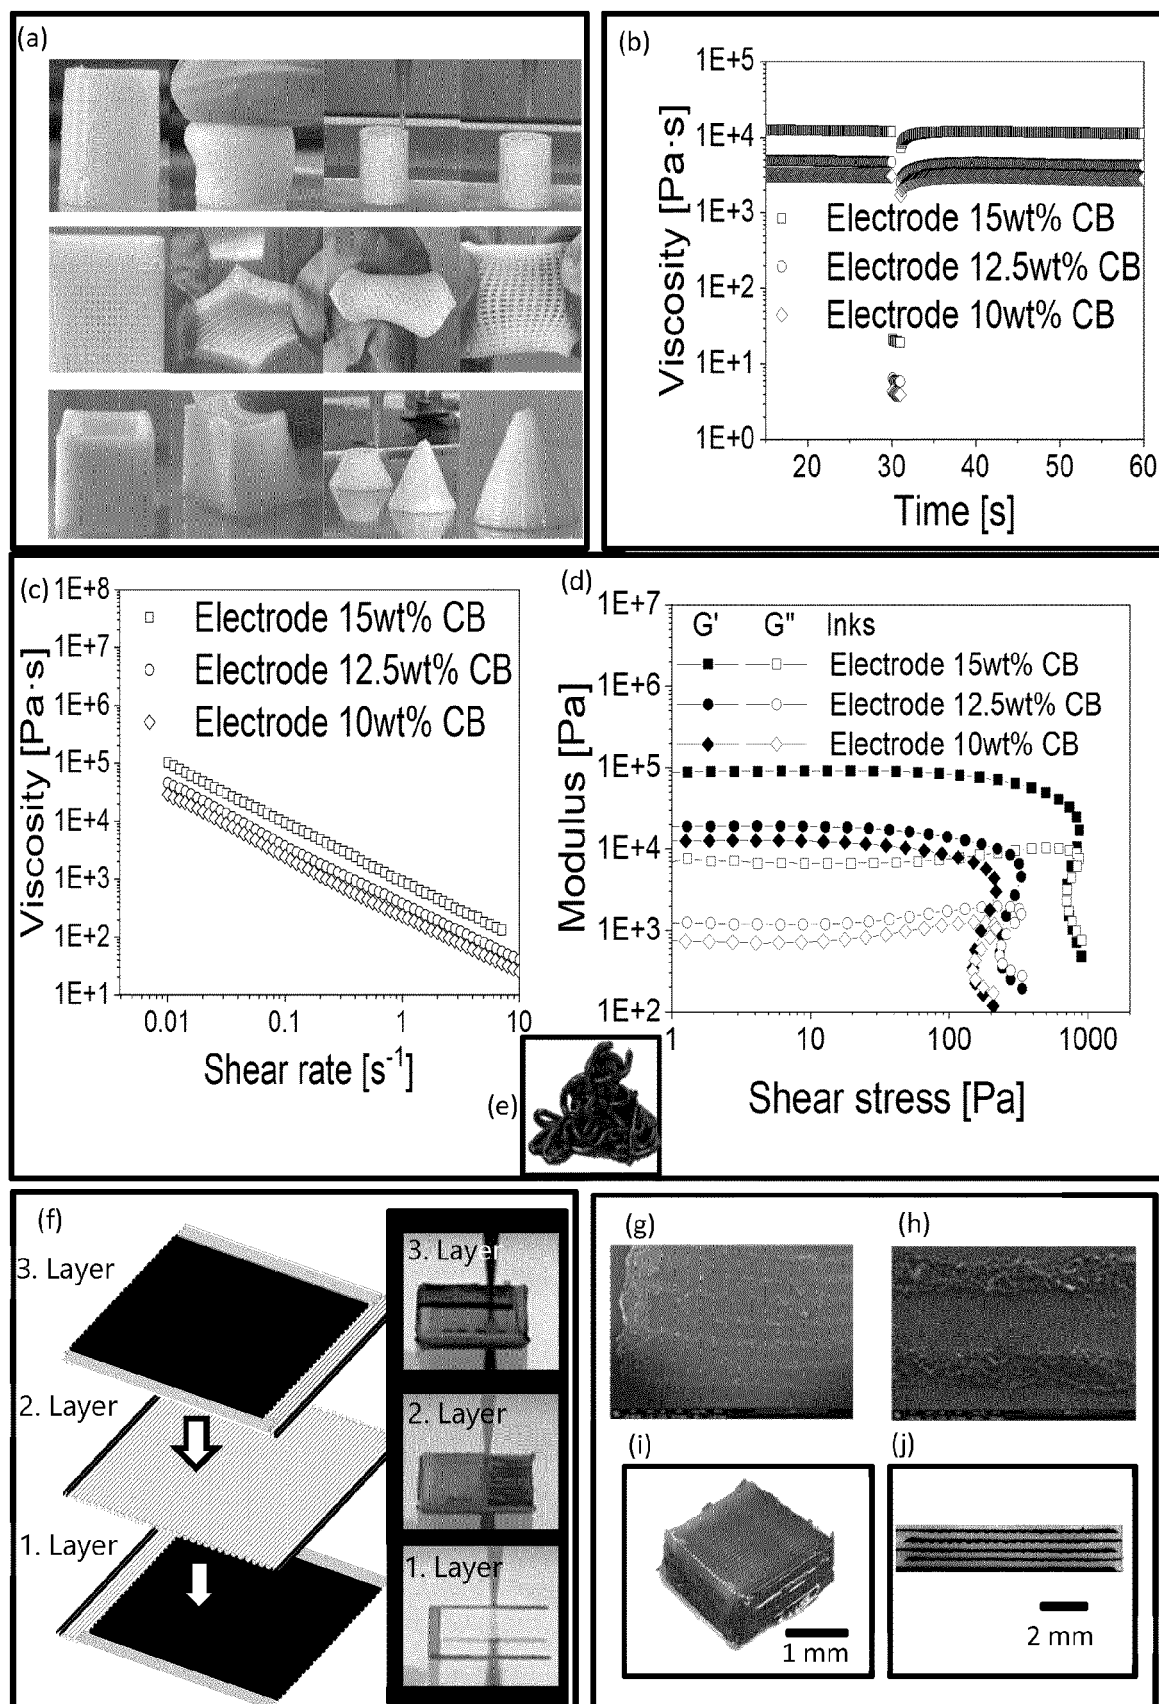 (a)
(b)
1E+5
1E+4
1E+3
1E+2
1E+1
1E+0
Viscosity [Pa·s]
Electrode 15wt% CB
Electrode 12.5wt% CB
Electrode 10wt% CB
20
30
40
50
60
Time [s]
(c)
1E+8
1E+7
1E+6
1E+5
1E+4
1E+3
1E+2
1E+1
Viscosity [Pa·s]
Electrode 15wt% CB
Electrode 12.5wt% CB
Electrode 10wt% CB
0.01
0.1
1
10
Shear rate [s⁻¹]
(d)
1E+7
1E+6
1E+5
1E+4
1E+3
1E+2
Modulus [Pa]
G' G" Inks
Electrode 15wt% CB
Electrode 12.5wt% CB
Electrode 10wt% CB
1
10
100
1000
Shear stress [Pa]
(e)
(f)
3. Layer
2. Layer
1. Layer
3. Layer
2. Layer
1. Layer
(g)
(h)
(i)
1 mm
(j)
2 mm